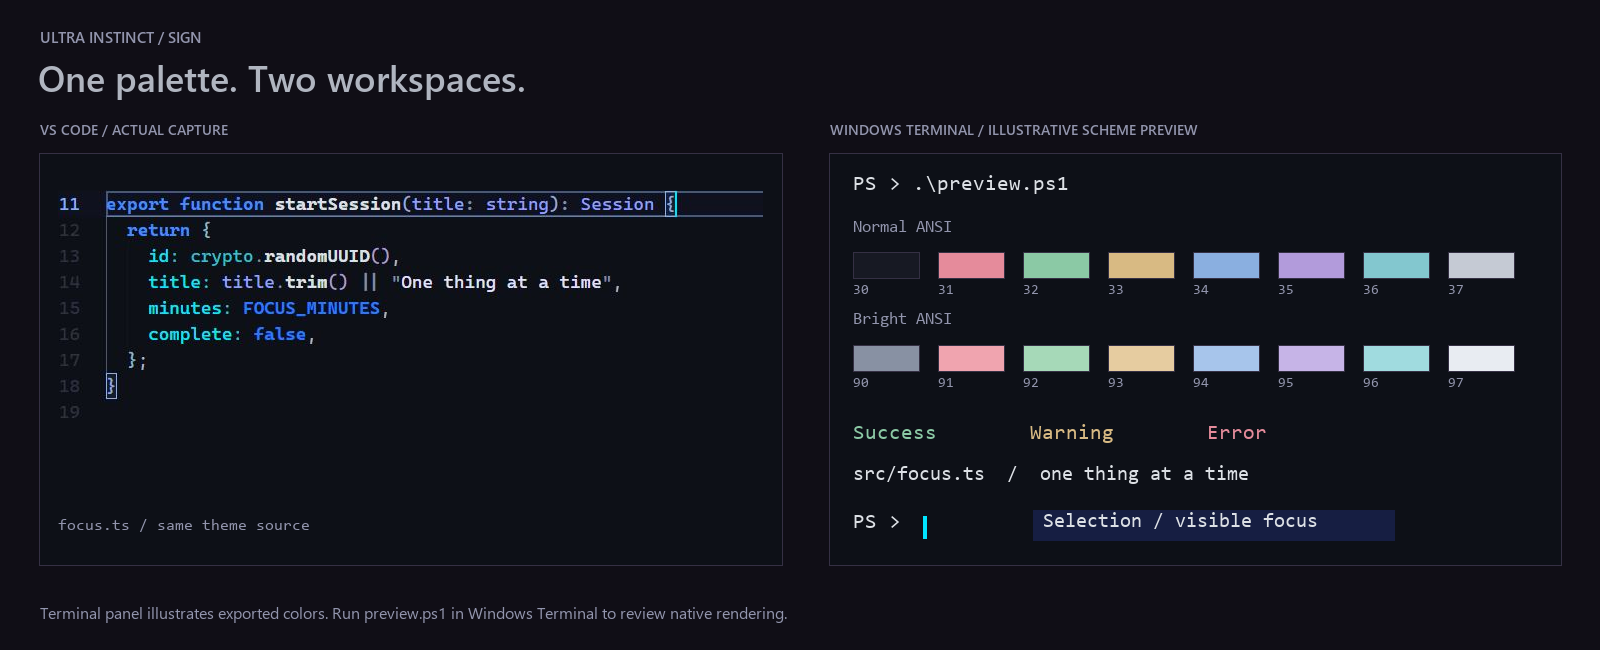 ULTRA INSTINCT / SIGN
One palette. Two workspaces.
VS CODE / ACTUAL CAPTURE
11 export function startSession(title: string): Session {
12 return {
13 id: crypto.randomUUID(),
14 title: title.trim() || "One thing at a time",
15 minutes: FOCUS_MINUTES,
16 complete: false,
17 };
18 }
19
focus.ts / same theme source
WINDOWS TERMINAL / ILLUSTRATIVE SCHEME PREVIEW
PS > .\preview.ps1
Normal ANSI
30 31 32 33 34 35 36 37
Bright ANSI
90 91 92 93 94 95 96 97
Success Warning Error
src/focus.ts / one thing at a time
PS > Selection / visible focus
Terminal panel illustrates exported colors. Run preview.ps1 in Windows Terminal to review native rendering.